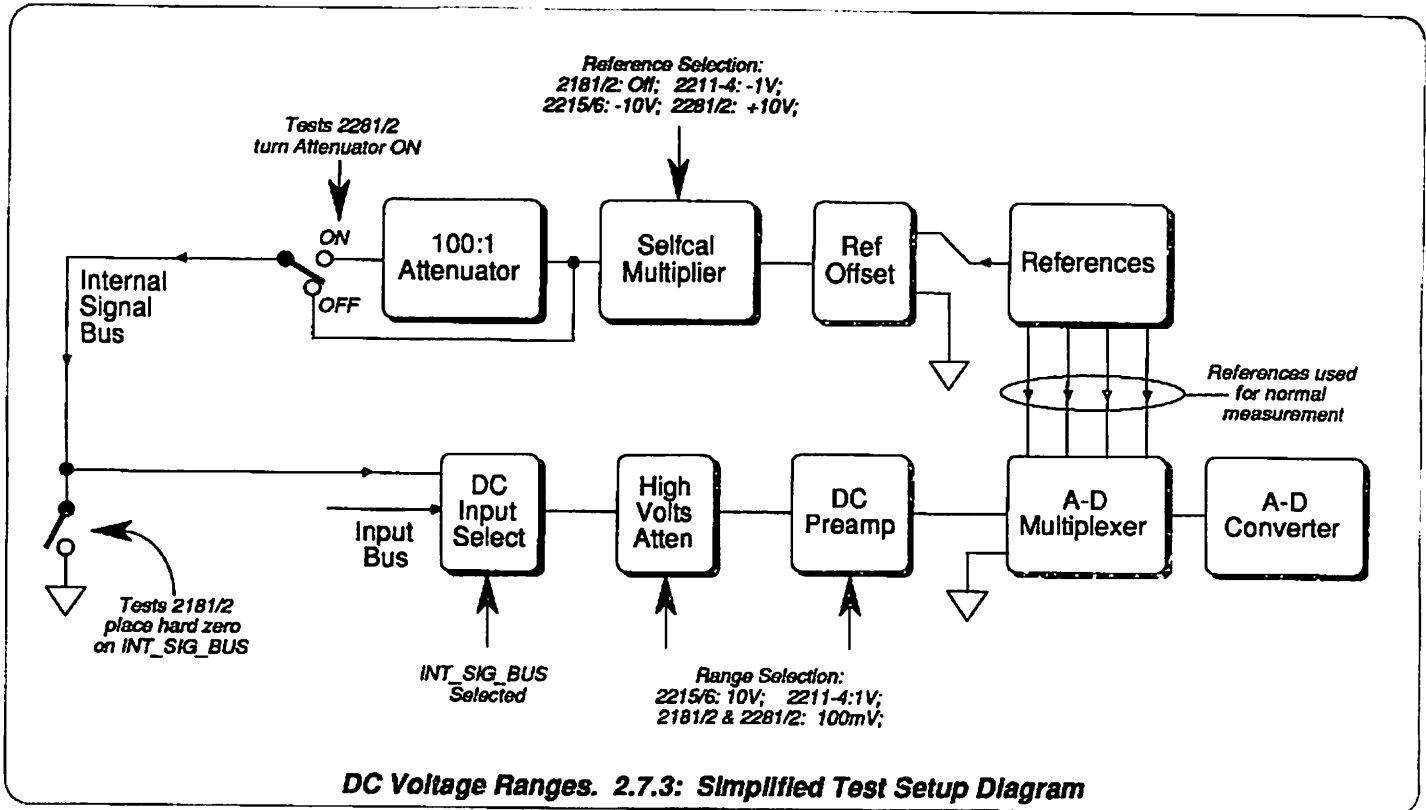 Reference Selection:
2181/2: Off; 2211-4: -1V;
2215/6: -10V; 2281/2: +10V;
Tests 2281/2
turn Attenuator ON
ON
OFF
100:1
Attenuator
Selfcal
Multiplier
Ref
Offset
References
Internal
Signal
Bus
References used
for normal
measurement
Input
Bus
DC
Input
Select
High
Volts
Atten
DC
Preamp
A-D
Multiplexer
A-D
Converter
Tests 2181/2
place hard zero
on INT_SIG_BUS
INT_SIG_BUS
Selected
Range Selection:
2215/6: 10V; 2211-4:1V;
2181/2 & 2281/2: 100mV;
DC Voltage Ranges. 2.7.3: Simplified Test Setup Diagram